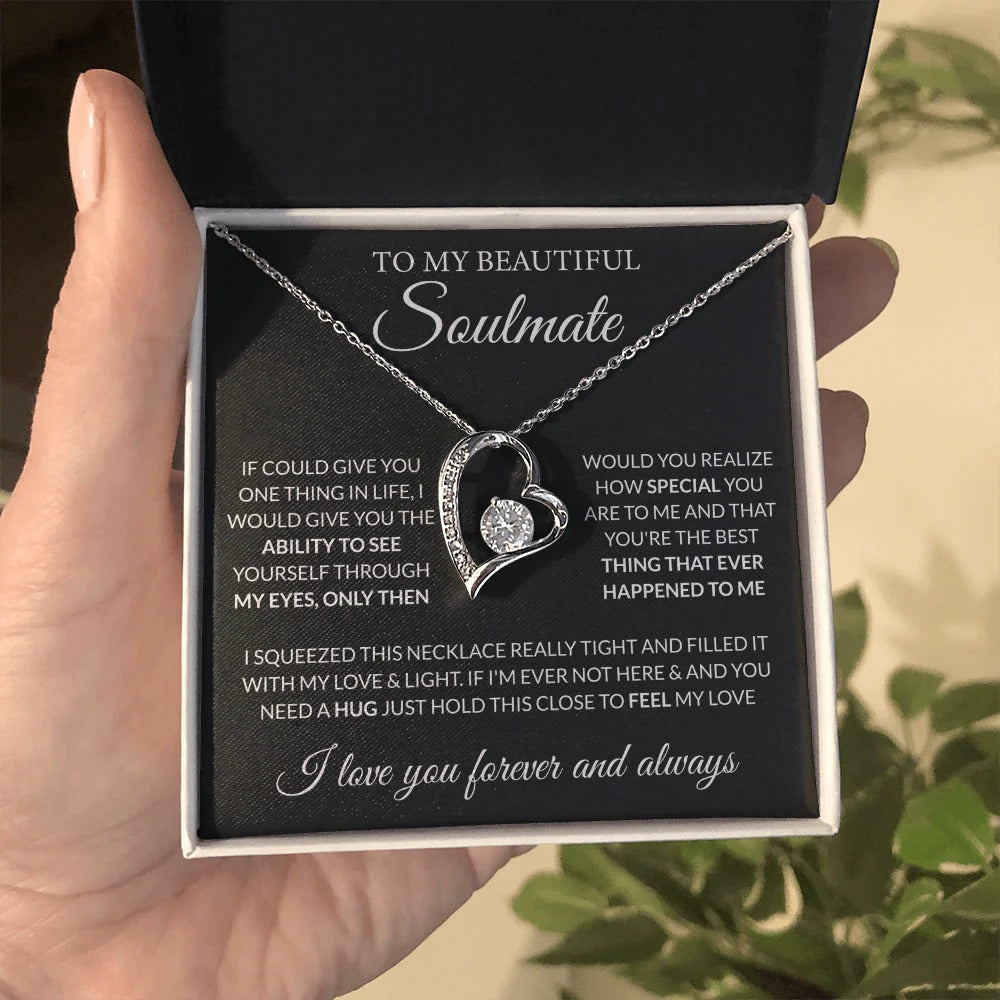 TO MY BEAUTIFUL
Soulmate
IF COULD GIVE YOU
ONE THING IN LIFE, I
WOULD GIVE YOU THE
ABILITY TO SEE
YOURSELF THROUGH
MY EYES, ONLY THEN
WOULD YOU REALIZE
HOW SPECIAL YOU
ARE TO ME AND THAT
YOU'RE THE BEST
THING THAT EVER
HAPPENED TO ME
I SQUEEZED THIS NECKLACE REALLY TIGHT AND FILLED IT
WITH MY LOVE & LIGHT. IF I'M EVER NOT HERE & AND YOU
NEED A HUG JUST HOLD THIS CLOSE TO FEEL MY LOVE
I love you forever and always